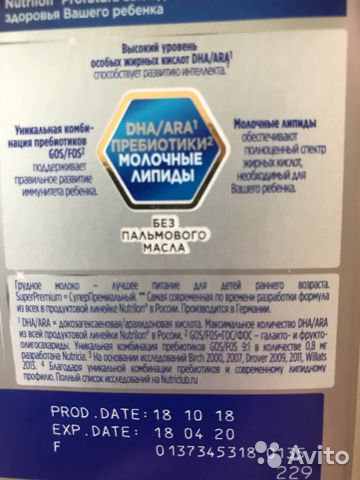 Nutrilon® Profutura
здоровья Вашего ребенка
Высокий уровень
особых жирных кислот DHA/ARA¹
способствует развитию интеллекта.
Уникальная комби-
нация пребиотиков
GOS/FOS²
поддерживает
правильное развитие
иммунитета ребенка.
DHA/ARA¹
ПРЕБИОТИКИ²
МОЛОЧНЫЕ
ЛИПИДЫ
Молочные липиды
обеспечивают
полноценный спектр
жирных кислот,
необходимый для
Вашего ребенка.
БЕЗ
ПАЛЬМОВОГО
МАСЛА
Грудное молоко – лучшее питание для детей раннего возраста.
SuperPremium = СуперПремиальный. ** Самая современная по времени разработки формула
из всех в продуктовой линейке Nutrilon® в России. Произведено в Германии.
¹ DHA/ARA = докозагексаеновая/арахидоновая кислота. Максимальное количество DHA/ARA
из всей продуктовой линейки Nutrilon® в России. ² GOS/FOS=ГОС/ФОС – галакто- и фрукто-
олигосахариды. Уникальная комбинация пребиотиков GOS/FOS 9:1 в количестве 0,8 мг
разработана Nutricia. ³ На основании исследований Birch 2000, 2007, Drover 2009, 2011, Willats
2013. ⁴ Благодаря уникальной комбинации пребиотиков и современному липидному
профилю. Полный список исследований на Nutriclub.ru
PROD.DATE: 18 10 18
EXP.DATE: 18 04 20
F 0137345318 0135
229
Avito